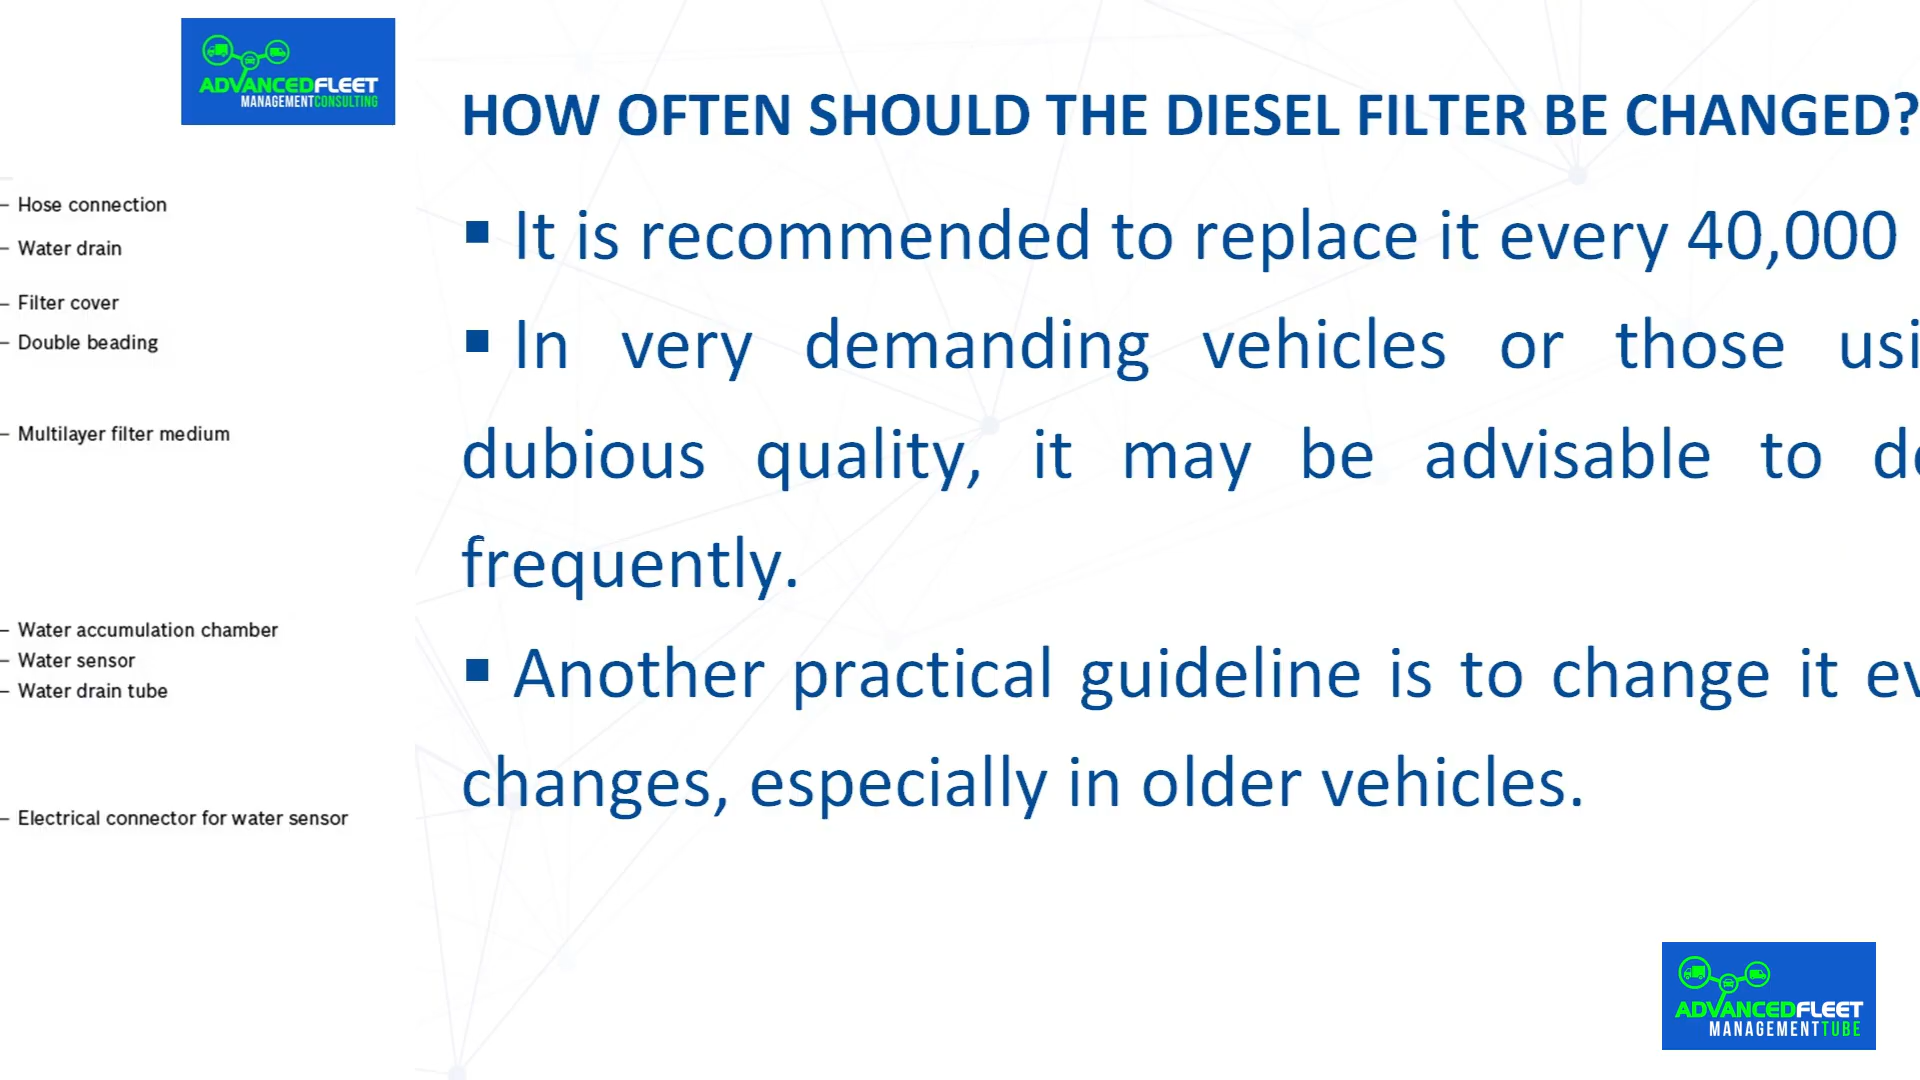 ADVANCEDFLEET
MANAGEMENTCONSULTING
Hose connection
Water drain
Filter cover
Double beading
Multilayer filter medium
Water accumulation chamber
Water sensor
Water drain tube
Electrical connector for water sensor
HOW OFTEN SHOULD THE DIESEL FILTER BE CHANGED?
▪ It is recommended to replace it every 40,000
▪ In very demanding vehicles or those
dubious quality, it may be advisable to
frequently.
▪ Another practical guideline is to change it
changes, especially in older vehicles.
ADVANCEDFLEET
MANAGEMENTTUBE